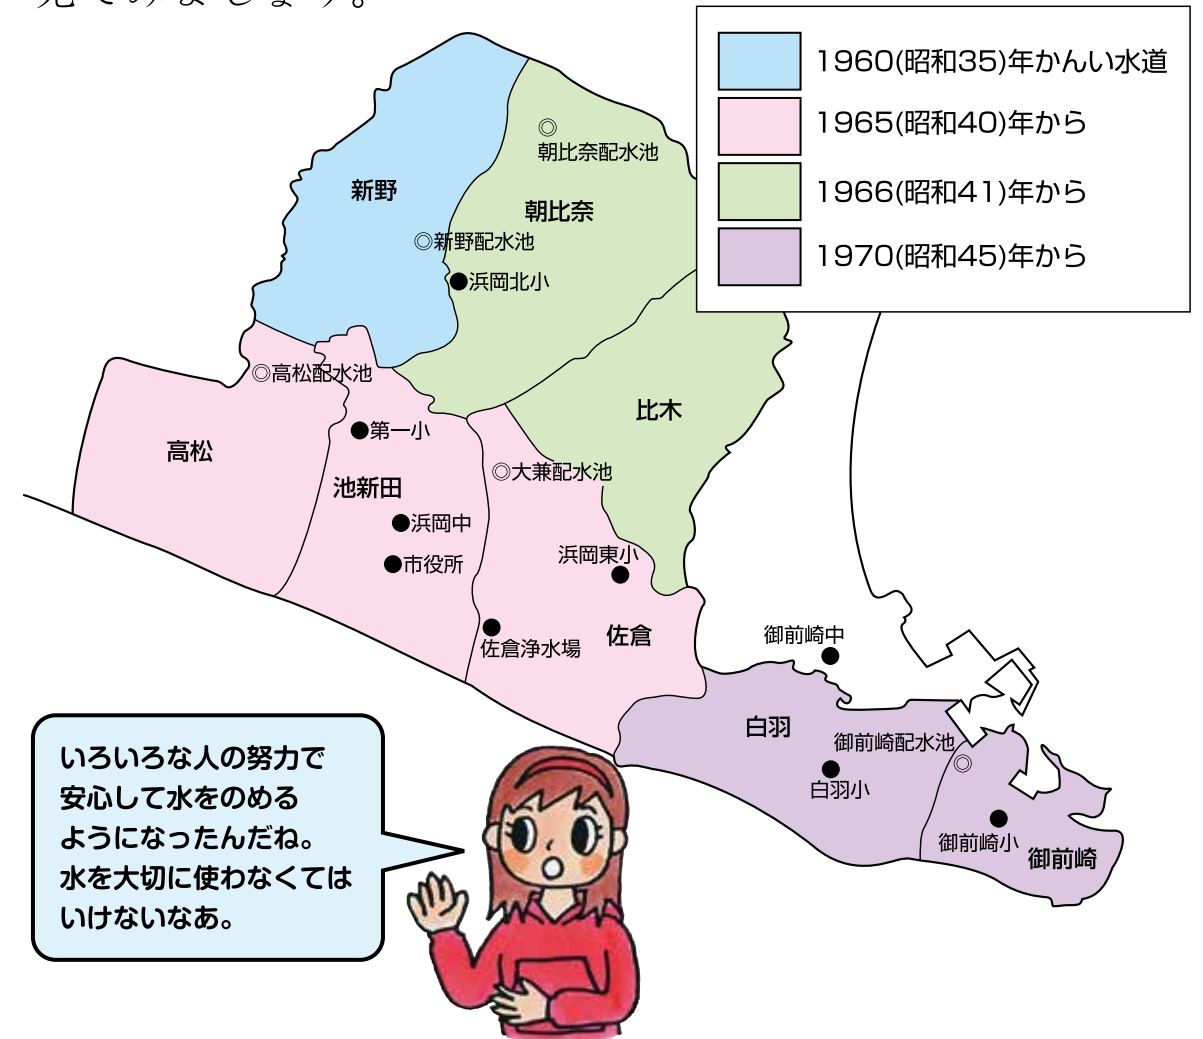 見てみましょう。
1960(昭和35)年かんい水道
1965(昭和40)年から
1966(昭和41)年から
1970(昭和45)年から
◎
朝比奈配水池
新野
朝比奈
◎新野配水池
●浜岡北小
◎高松配水池
比木
●第一小
高松
◎大兼配水池
池新田
●浜岡中
浜岡東小
●市役所
佐倉
佐倉浄水場
御前崎中
白羽
御前崎配水池
◎
白羽小
御前崎小
御前崎
いろいろな人の努力で
安心して水をのめる
ようになったんだね。
水を大切に使わなくては
いけないなあ。